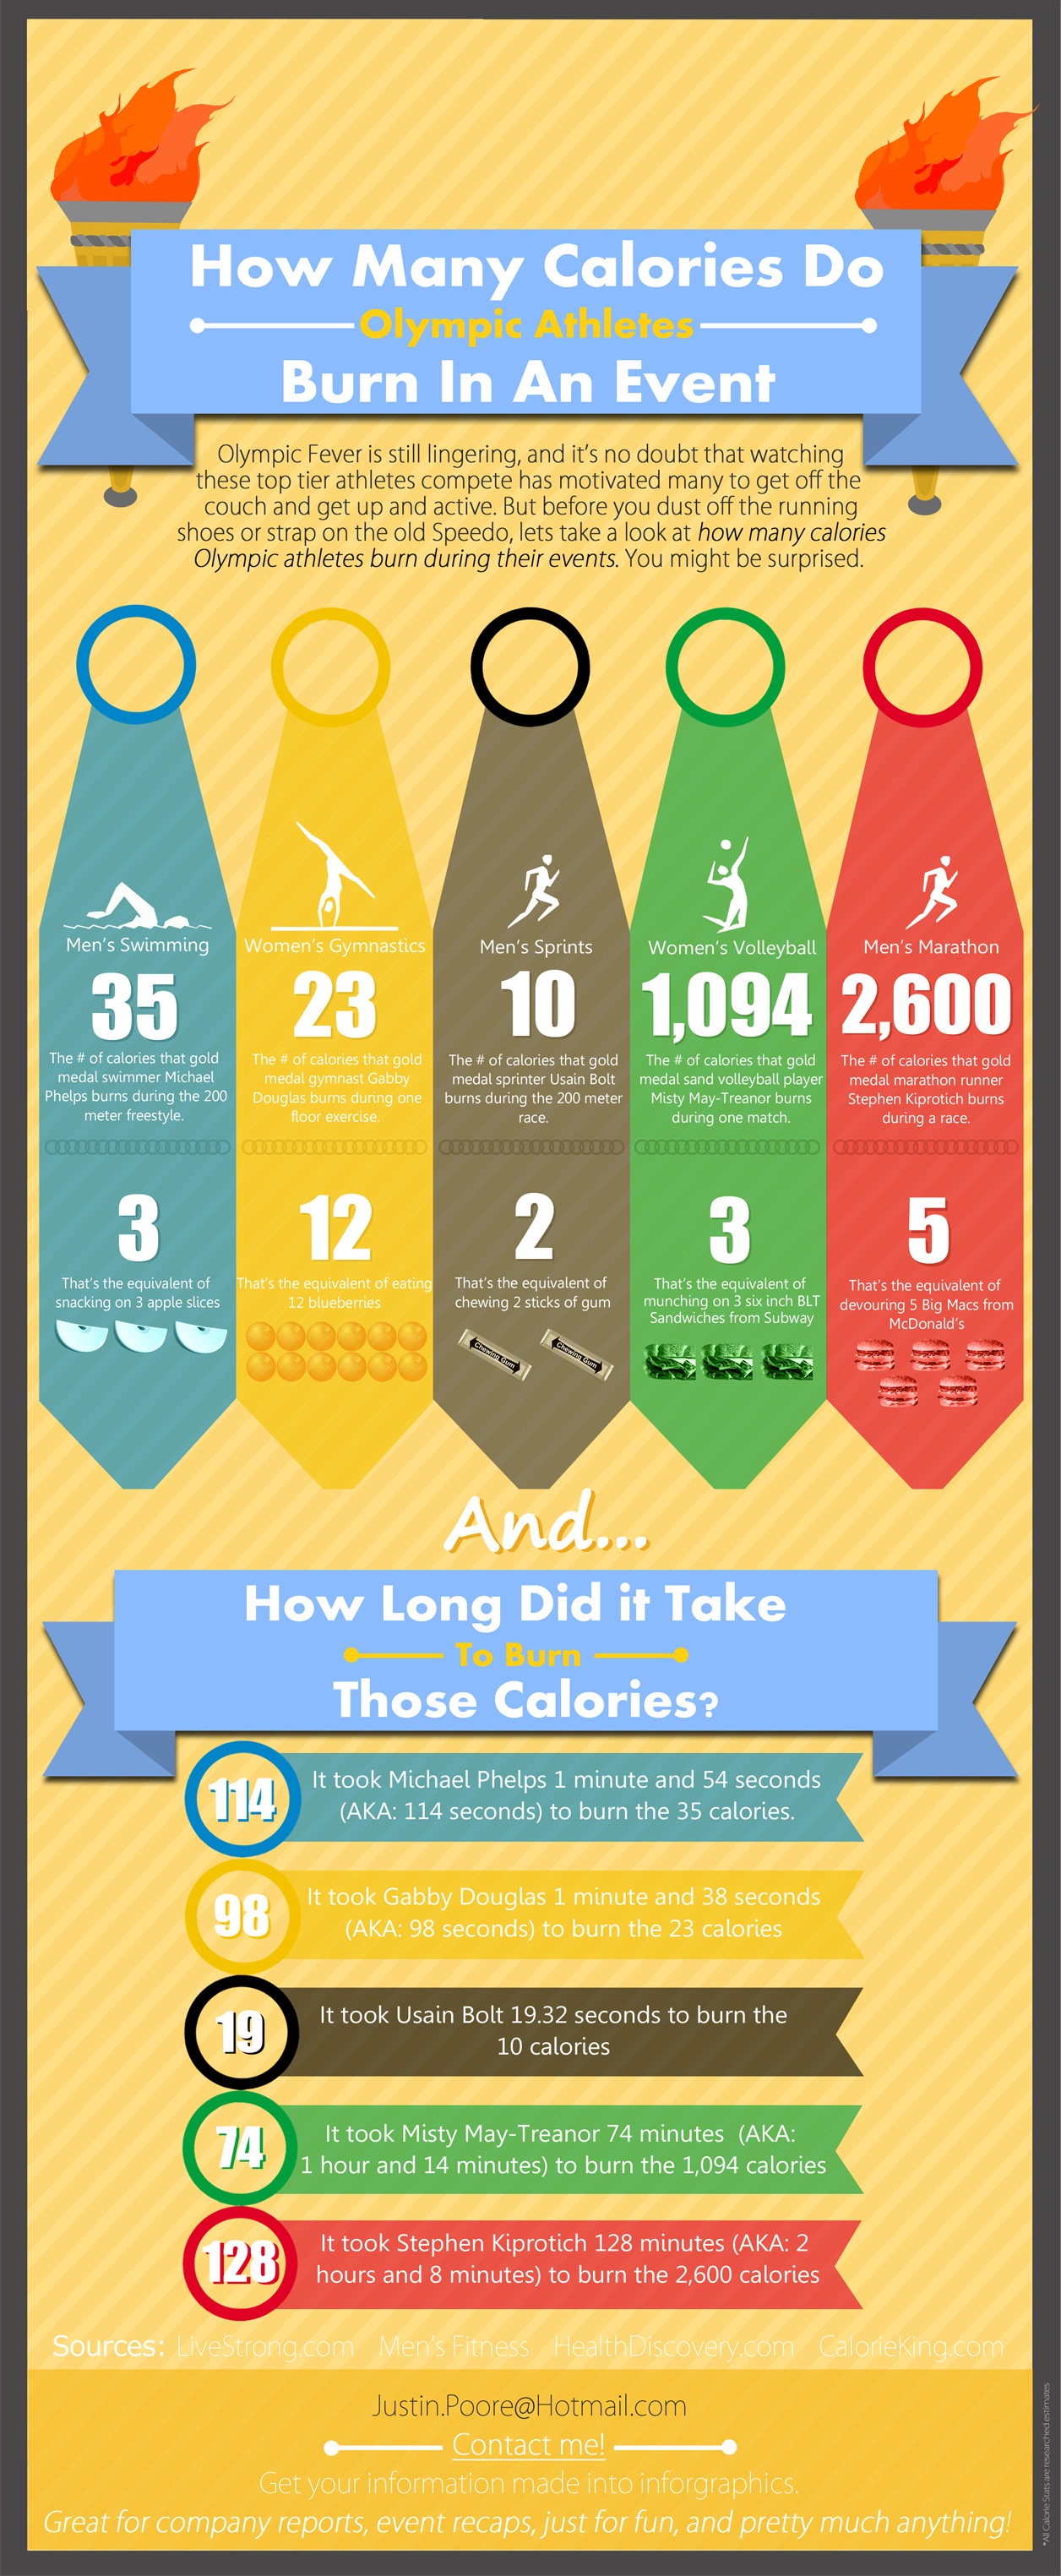 How Many Calories Do
Olympic Athletes
Burn In An Event
Olympic Fever is still lingering, and it's no doubt that watching
these top tier athletes compete has motivated many to get off the
couch and get up and active. But before you dust off the running
shoes or strap on the old Speedo, lets take a look at how many calories
Olympic athletes burn during their events. You might be surprised.
Men's Swimming
35
The # of calories that gold
medal swimmer Michael
Phelps burns during the 200
meter freestyle.
3
That's the equivalent of
snacking on 3 apple slices
Women's Gymnastics
23
The # of calories that gold
medal gymnast Gabby
Douglas burns during one
floor exercise.
12
That's the equivalent of eating
12 blueberries
Men's Sprints
10
The # of calories that gold
medal sprinter Usain Bolt
burns during the 200 meter
race.
2
That's the equivalent of
chewing 2 sticks of gum
Chewing Gum
Chewing Gum
Women's Volleyball
1,094
The # of calories that gold
medal sand volleyball player
Misty May-Treanor burns
during one match.
3
That's the equivalent of
munching on 3 six inch BLT
Sandwiches from Subway
Men's Marathon
2,600
The # of calories that gold
medal marathon runner
Stephen Kiprotich burns
during a race.
5
That's the equivalent of
devouring 5 Big Macs from
McDonald's
And...
How Long Did it Take
To Burn
Those Calories?
114
It took Michael Phelps 1 minute and 54 seconds
(AKA: 114 seconds) to burn the 35 calories.
98
It took Gabby Douglas 1 minute and 38 seconds
(AKA: 98 seconds) to burn the 23 calories
19
It took Usain Bolt 19.32 seconds to burn the
10 calories
74
It took Misty May-Treanor 74 minutes (AKA:
1 hour and 14 minutes) to burn the 1,094 calories
128
It took Stephen Kiprotich 128 minutes (AKA: 2
hours and 8 minutes) to burn the 2,600 calories
Sources: LiveStrong.com Men's Fitness HealthDiscovery.com CalorieKing.com
Justin.Poore@Hotmail.com
Contact me!
Get your information made into inforgraphics.
Great for company reports, event recaps, just for fun, and pretty much anything!
*All Calorie Stats are researched estimates